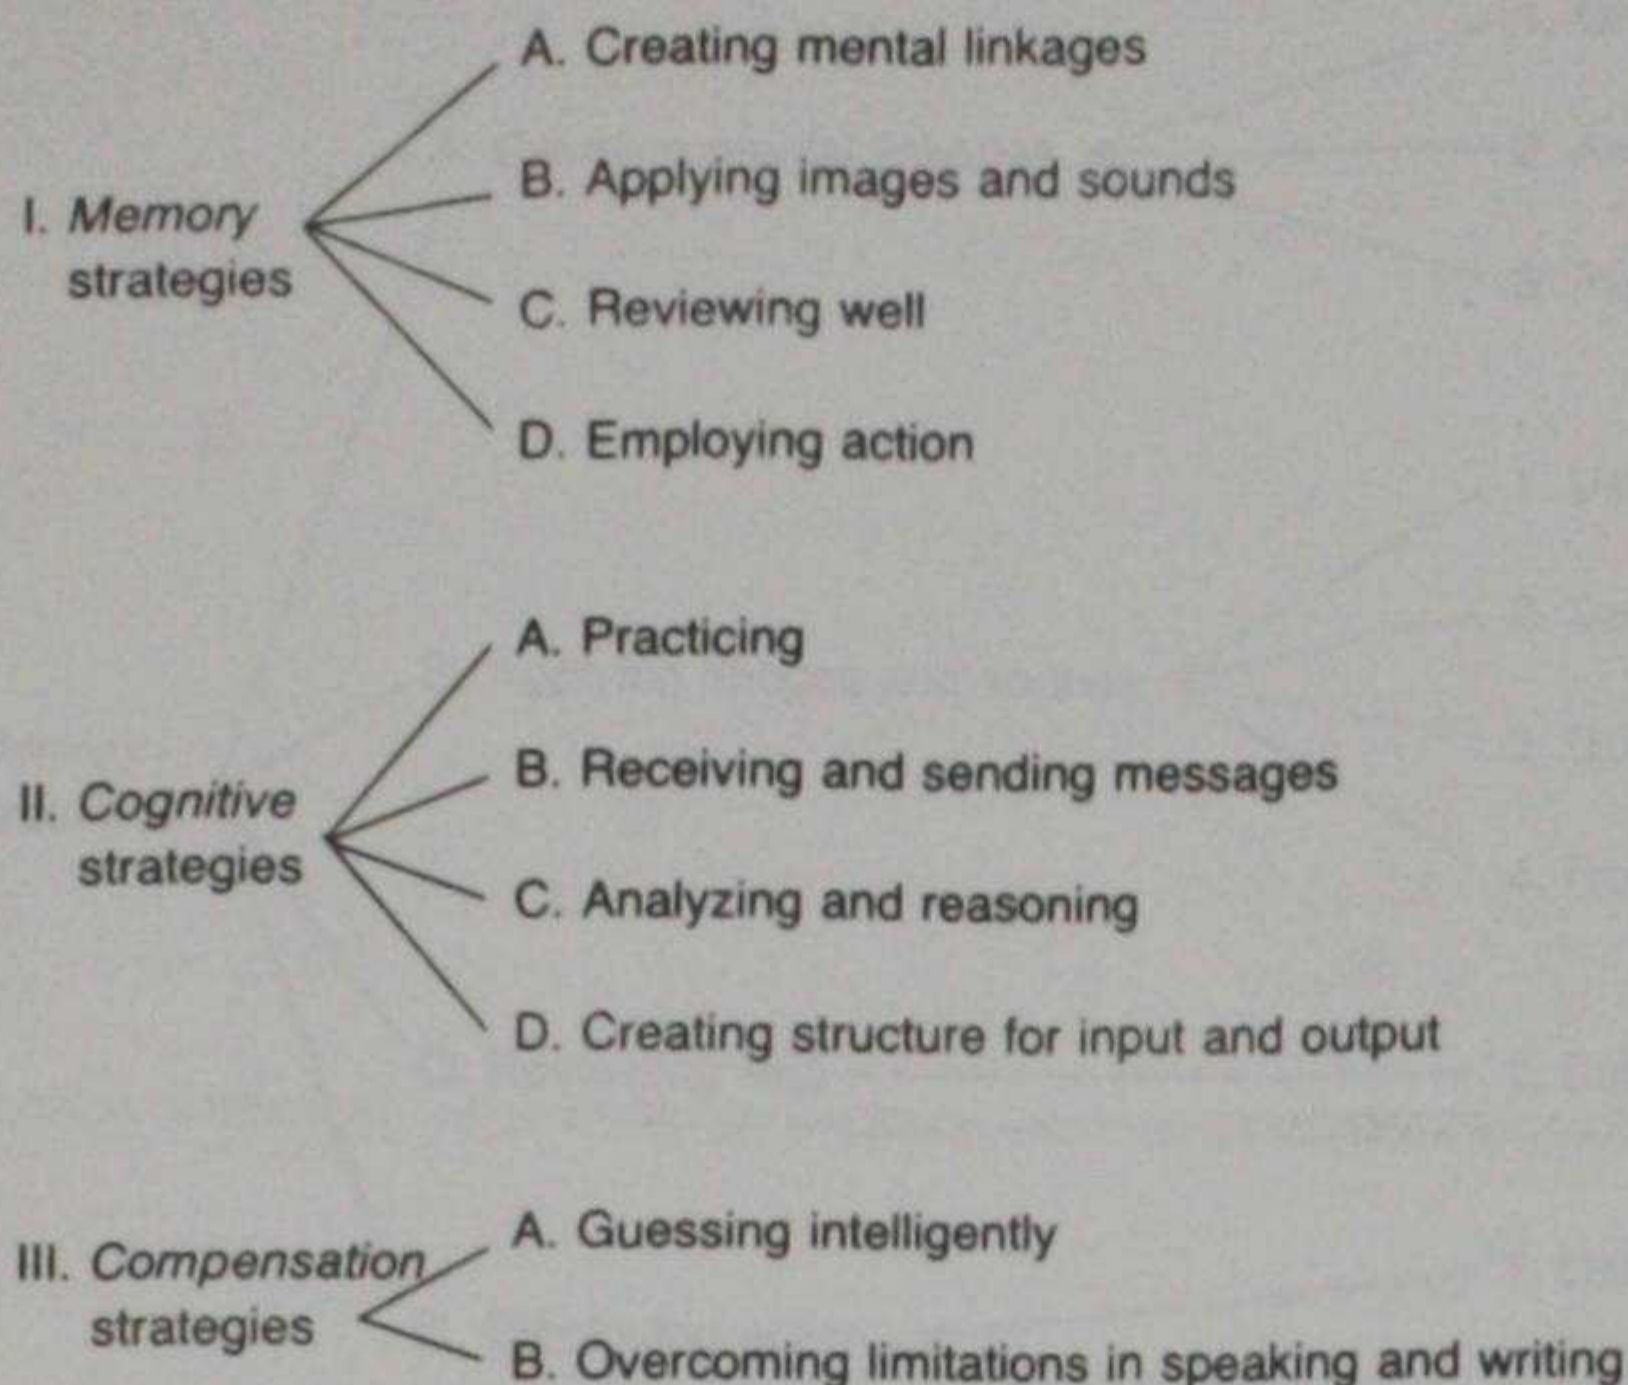 A. Creating mental linkages
B. Applying images and sounds
I. Memory
strategies
C. Reviewing well
D. Employing action
A. Practicing
B. Receiving and sending messages
II. Cognitive
strategies
C. Analyzing and reasoning
D. Creating structure for input and output
A. Guessing intelligently
III. Compensation
strategies
B. Overcoming limitations in speaking and writing